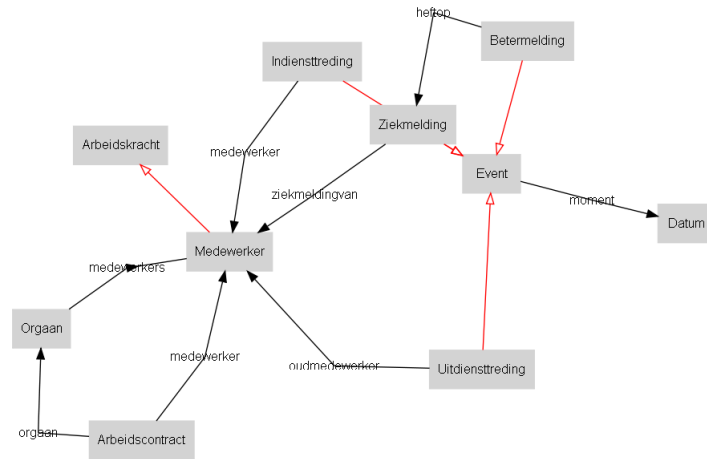 heftop
Betermelding
Indiensttreding
Ziekmelding
Arbeidskracht
medewerker
Event
ziekmeldingvan
moment
Datum
Medewerker
medewerkers
Orgaan
medewerker
oudmedewerker
Uitdiensttreding
orgaan
Arbeidscontract